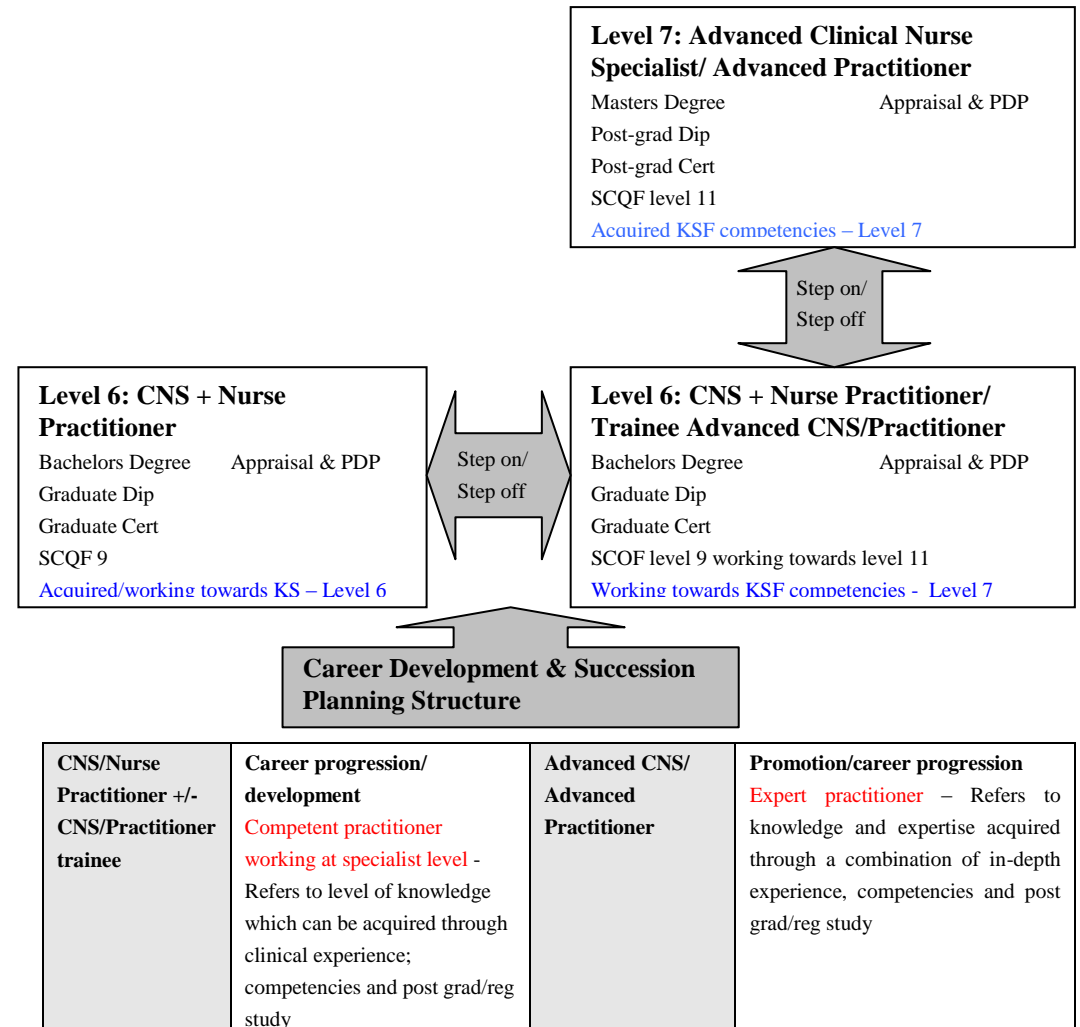 Level 7: Advanced Clinical Nurse
Specialist/ Advanced Practitioner
Masters Degree Appraisal & PDP
Post-grad Dip
Post-grad Cert
SCQF level 11
Acquired KSF competencies – Level 7
Step on/
Step off
Level 6: CNS + Nurse
Practitioner
Bachelors Degree Appraisal & PDP
Graduate Dip
Graduate Cert
SCQF 9
Acquired/working towards KS – Level 6
Step on/
Step off
Level 6: CNS + Nurse Practitioner/
Trainee Advanced CNS/Practitioner
Bachelors Degree Appraisal & PDP
Graduate Dip
Graduate Cert
SCOF level 9 working towards level 11
Working towards KSF competencies - Level 7
Career Development & Succession
Planning Structure
CNS/Nurse
Practitioner +/-
CNS/Practitioner
trainee
Career progression/
development
Competent practitioner
working at specialist level -
Refers to level of knowledge
which can be acquired through
clinical experience;
competencies and post grad/reg
study
Advanced CNS/
Advanced
Practitioner
Promotion/career progression
Expert practitioner – Refers to
knowledge and expertise acquired
through a combination of in-depth
experience, competencies and post
grad/reg study